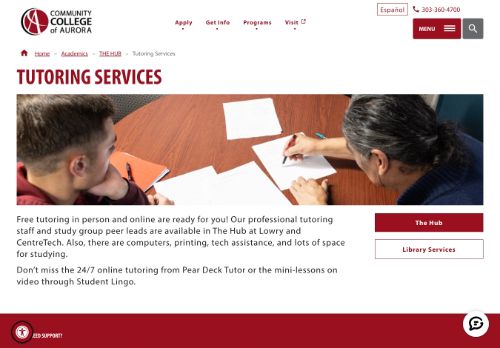 COMMUNITY
COLLEGE
of AURORA
Español 303-360-4700
Apply Get Info Programs Visit MENU
Home » Academics » THE HUB » Tutoring Services
TUTORING SERVICES
Free tutoring in person and online are ready for you! Our professional tutoring
staff and study group peer leads are available in The Hub at Lowry and
CentreTech. Also, there are computers, printing, tech assistance, and lots of space
for studying.
Don't miss the 24/7 online tutoring from Pear Deck Tutor or the mini-lessons on
video through Student Lingo.
The Hub
Library Services
EED SUPPORT?